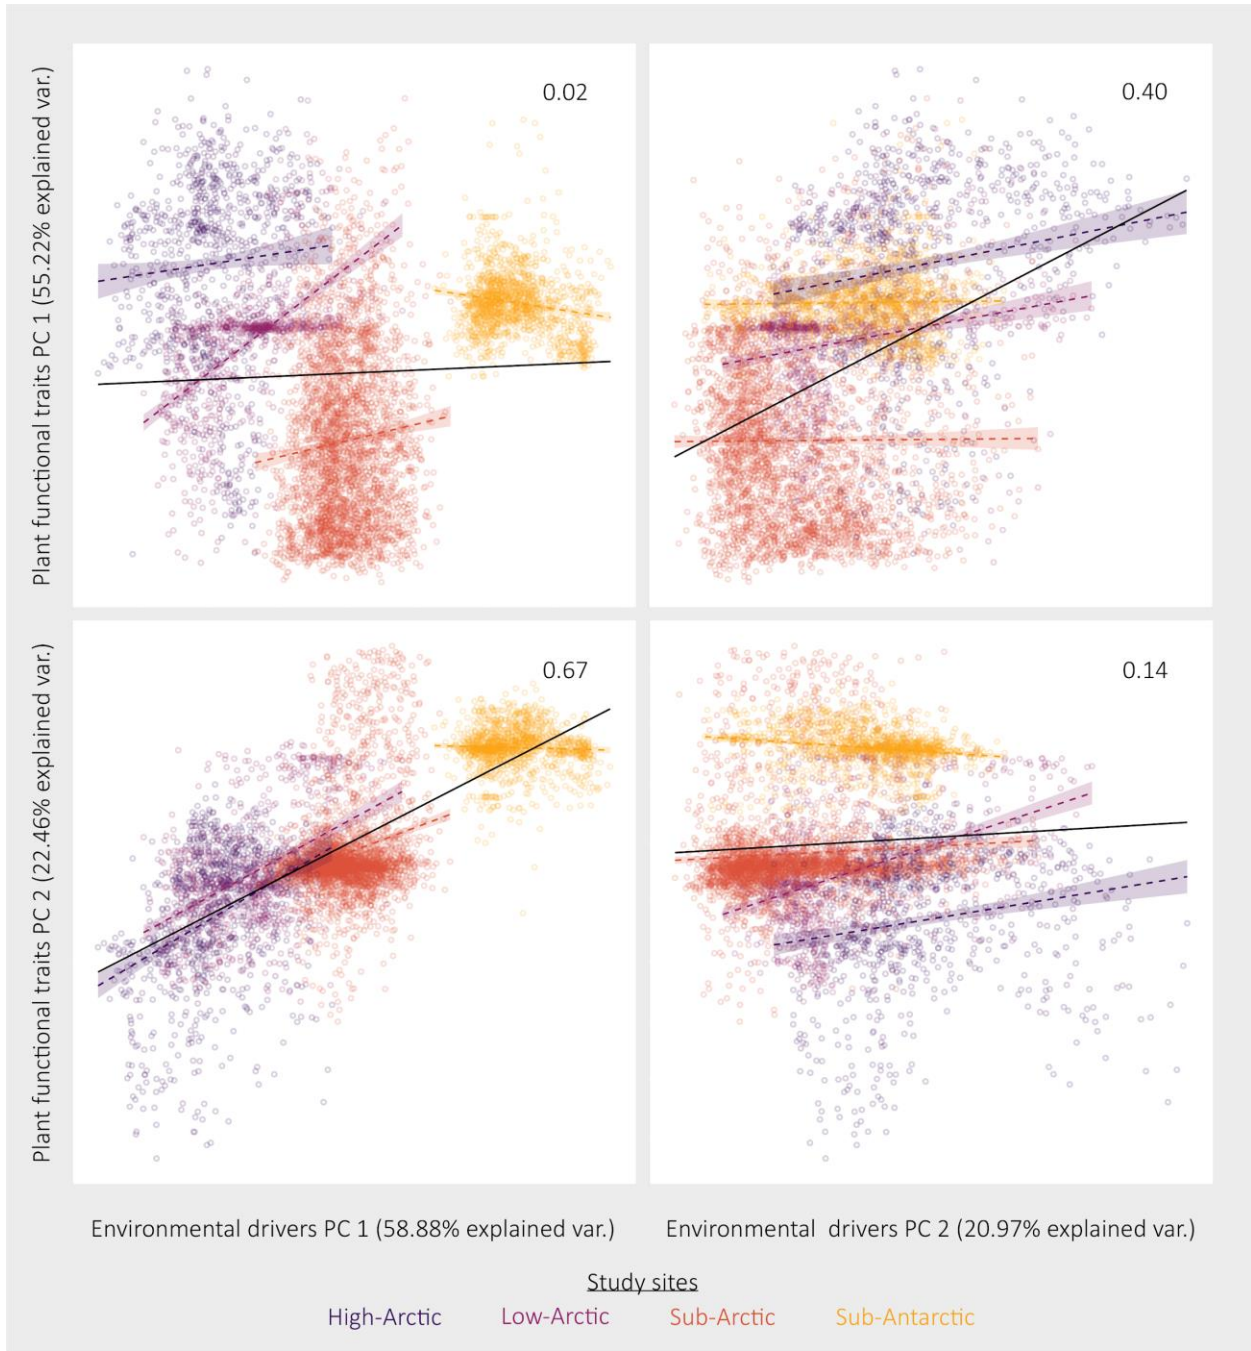 Plant functional traits PC 1 (55.22% explained var.)
0.02
0.40
Plant functional traits PC 2 (22.46% explained var.)
0.67
0.14
Environmental drivers PC 1 (58.88% explained var.)
Environmental drivers PC 2 (20.97% explained var.)
Study sites
High-Arctic
Low-Arctic
Sub-Arctic
Sub-Antarctic